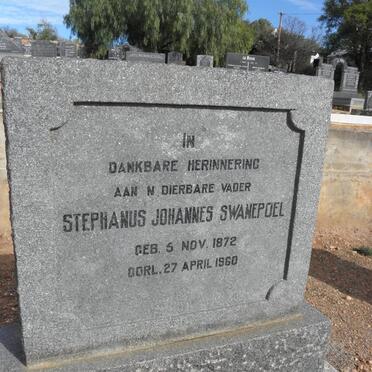 IN
DANKBARE HERINNERING
AAN 'N DIERBARE VADER
STEPHANUS JOHANNES SWANEPOEL
GEB. 5 NOV. 1872
OORL. 27 APRIL 1960